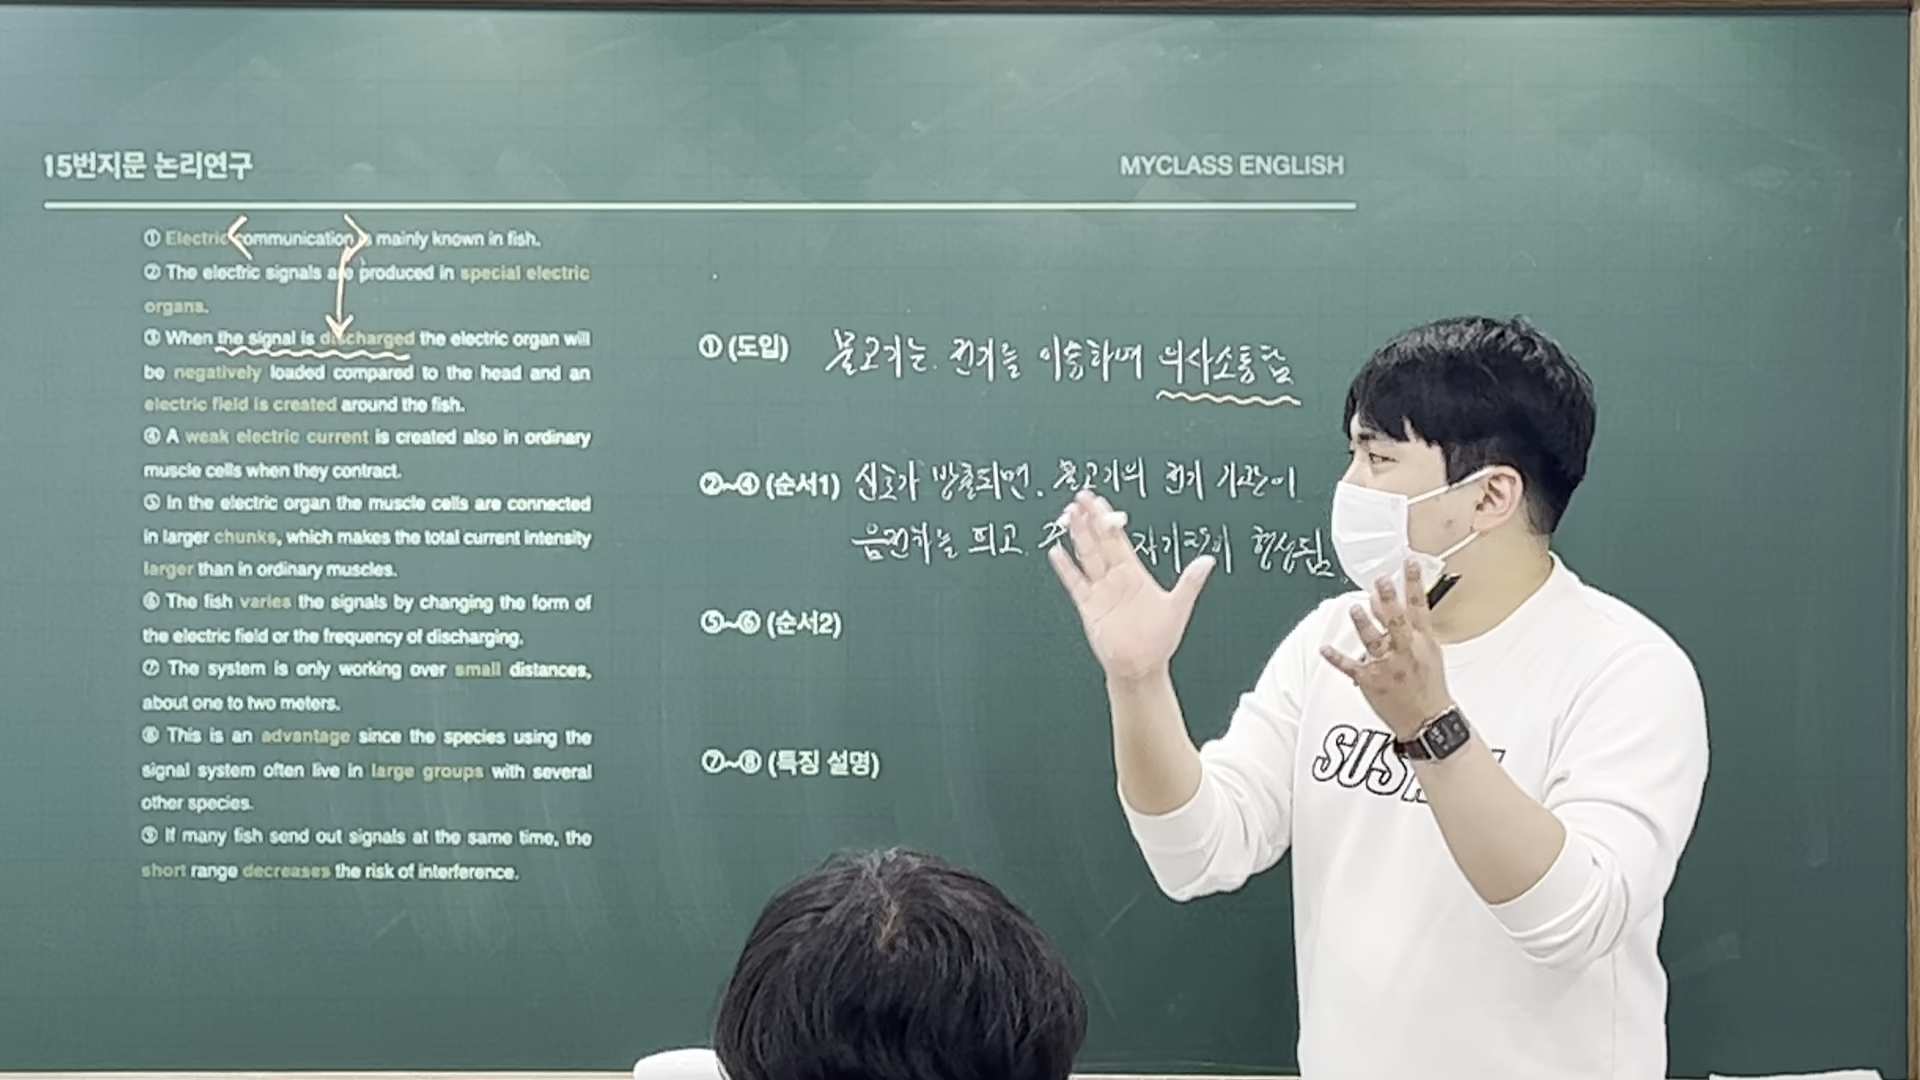 15번지문 논리연구
MYCLASS ENGLISH
① Electric communication is mainly known in fish.
② The electric signals are produced in special electric
organs.
③ When the signal is discharged the electric organ will
be negatively loaded compared to the head and an
electric field is created around the fish.
④ A weak electric current is created also in ordinary
muscle cells when they contract.
⑤ In the electric organ the muscle cells are connected
in larger chunks, which makes the total current intensity
larger than in ordinary muscles.
⑥ The fish varies the signals by changing the form of
the electric field or the frequency of discharging.
⑦ The system is only working over small distances,
about one to two meters.
⑧ This is an advantage since the species using the
signal system often live in large groups with several
other species.
⑨ If many fish send out signals at the same time, the
short range decreases the risk of interference.
① (도입) 물고기는 전기를 이용하여 의사소통함
②~④ (순서1) 신호가 방출되면, 물고기의 전기 기관이
음전하를 띄고 자기장이 형성됨.
⑤~⑥ (순서2)
⑦~⑧ (특징 설명)